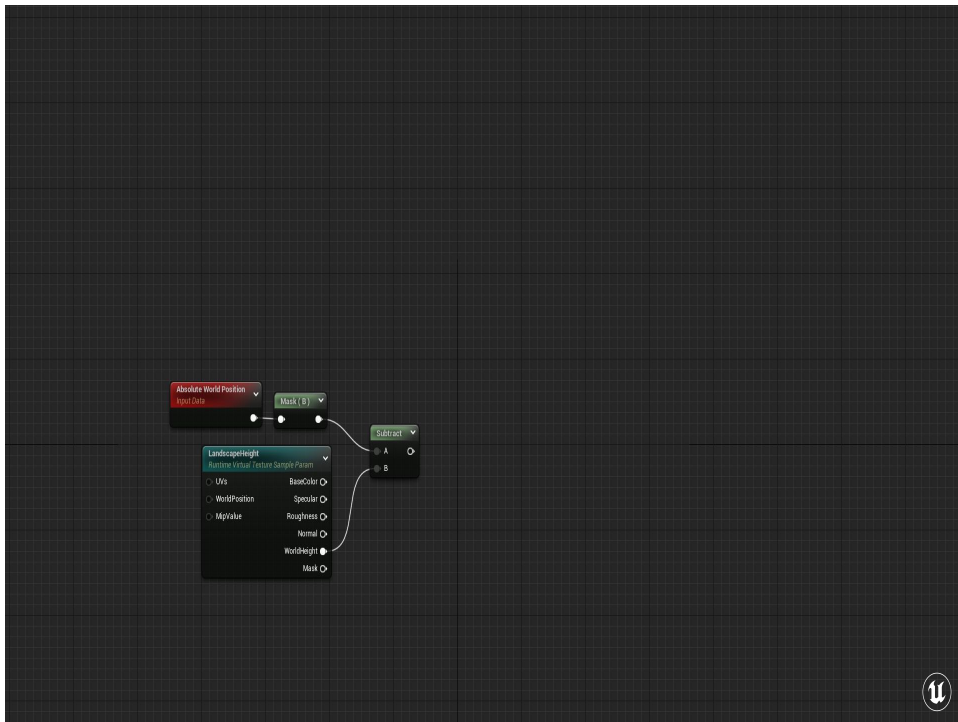 Absolute World Position
Input Data
Mask ( B )
Subtract
A
B
LandscapeHeight
Runtime Virtual Texture Sample Param
UVs
BaseColor
WorldPosition
Specular
MipValue
Roughness
Normal
WorldHeight
Mask